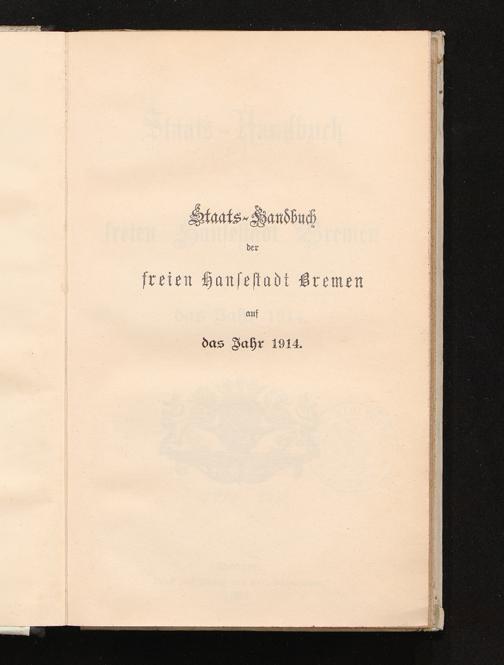 Staats-Handbuch
der
freien Hansestadt Bremen
auf
das Jahr 1914.